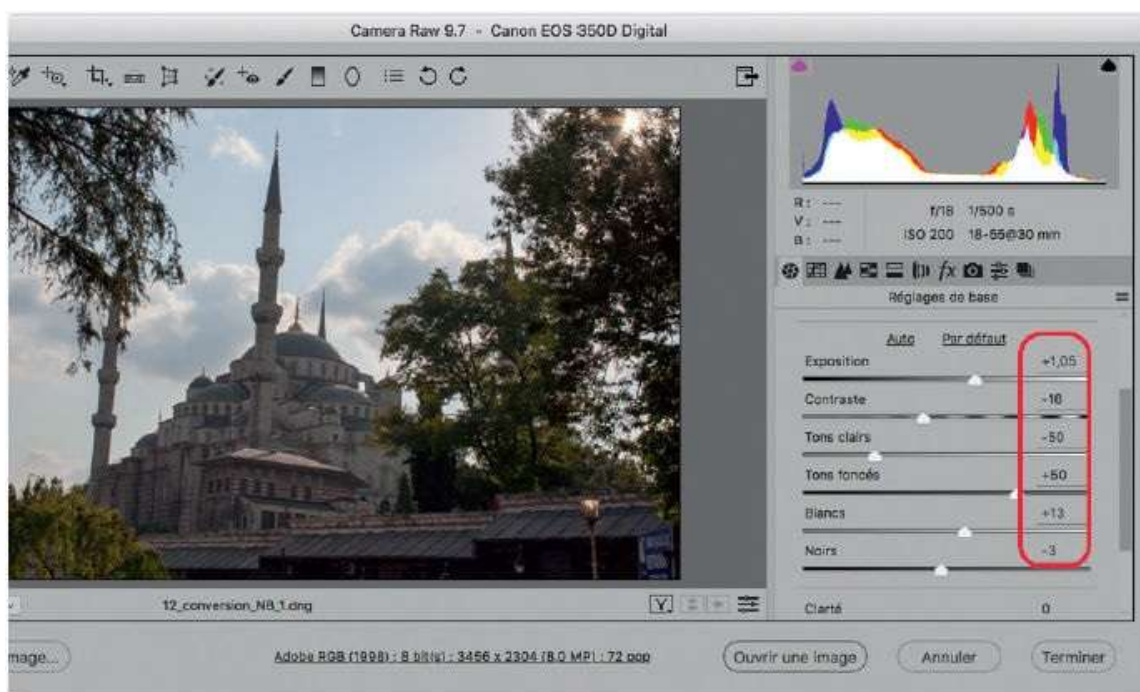 Camera Raw 9.7 - Canon EOS 350D Digital
R : ---
V : ---
B : ---
f/18 1/500 s
ISO 200 18-55@30 mm
fx
Réglages de base
Auto Par défaut
Exposition +1,05
Contraste -16
Tons clairs -50
Tons foncés +50
Blancs +13
Noirs -3
Clarté 0
12_conversion_NB_1.dng
Y
mage...
Adobe RGB (1998) ; 8 bit(s) ; 3456 x 2304 (8,0 MP) ; 72 ppp
Ouvrir une image
Annuler
Terminer